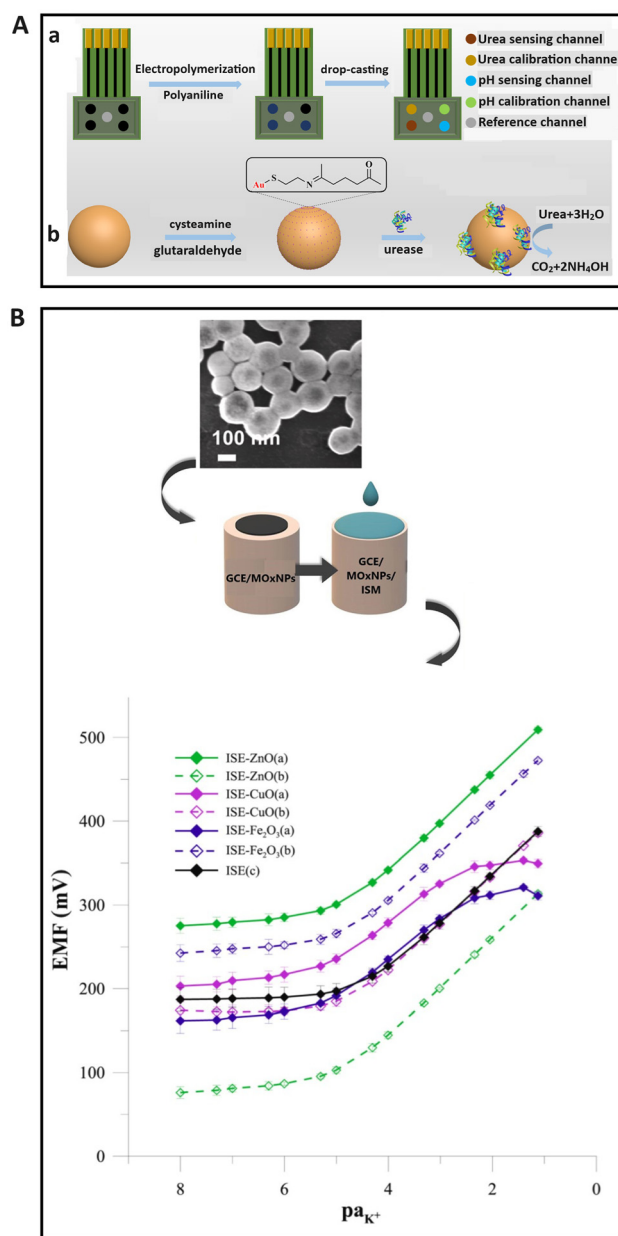 A
a
Electropolymerization
Polyaniline
drop-casting
Urea sensing channel
Urea calibration channel
pH sensing channel
pH calibration channel
Reference channel
Au
S
N
O
b
cysteamine
glutaraldehyde
urease
Urea+3H₂O
CO₂+2NH₄OH
B
100 nm
GCE/MOxNPs
GCE/
MOxNPs/
ISM
500
400
300
200
100
0
EMF (mV)
ISE-ZnO(a)
ISE-ZnO(b)
ISE-CuO(a)
ISE-CuO(b)
ISE-Fe₂O₃(a)
ISE-Fe₂O₃(b)
ISE(c)
8 6 4 2 0
pa_K⁺